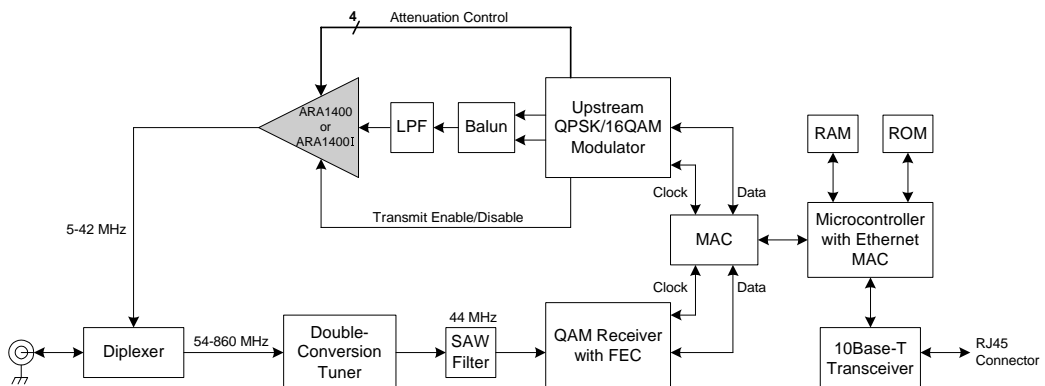 4
Attenuation Control
ARA1400
or
ARA1400I
LPF
Balun
Upstream
QPSK/16QAM
Modulator
RAM
ROM
Clock
Data
Transmit Enable/Disable
5-42 MHz
MAC
Microcontroller
with Ethernet
MAC
Clock
Data
Diplexer
54-860 MHz
Double-
Conversion
Tuner
44 MHz
SAW
Filter
QAM Receiver
with FEC
10Base-T
Transceiver
RJ45
Connector